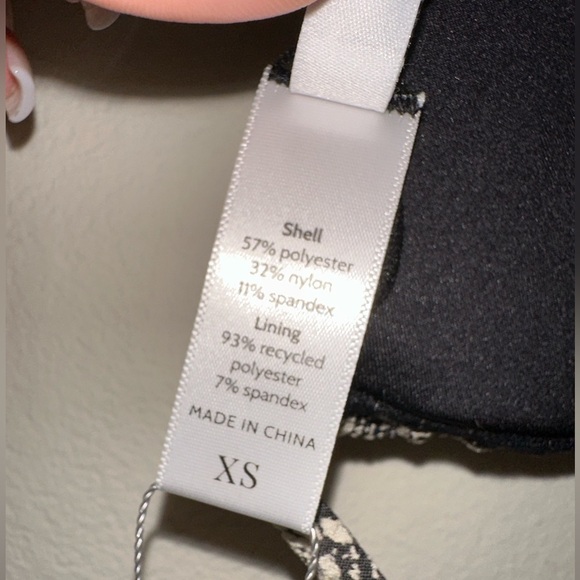 Shell
57% polyester
32% nylon
11% spandex
Lining
93% recycled
polyester
7% spandex
MADE IN CHINA
XS